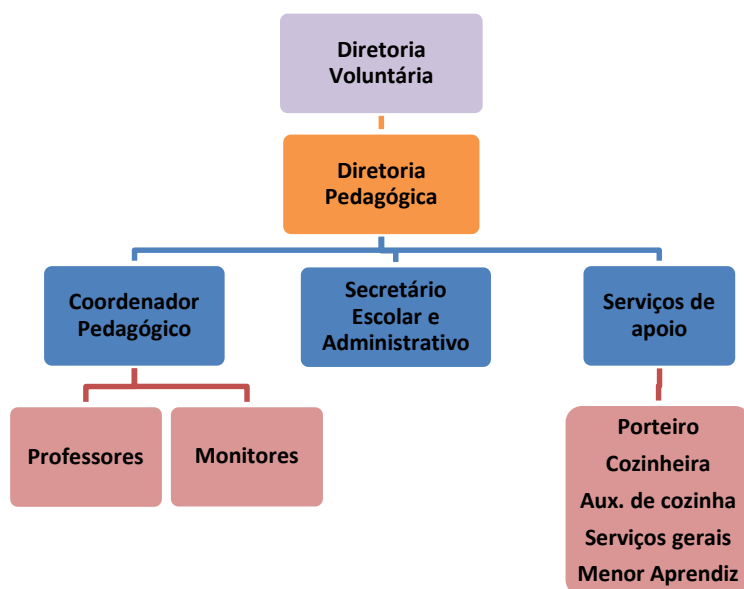 Diretoria
Voluntária
Diretoria
Pedagógica
Coordenador
Pedagógico
Secretário
Escolar e
Administrativo
Serviços de
apoio
Professores
Monitores
Porteiro
Cozinheira
Aux. de cozinha
Serviços gerais
Menor Aprendiz